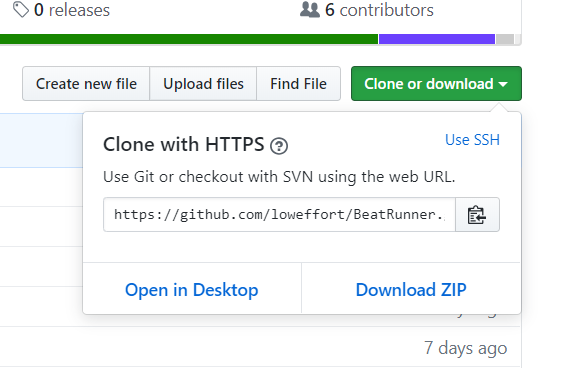 0 releases
6 contributors
Create new file
Upload files
Find File
Clone or download
Clone with HTTPS
Use SSH
Use Git or checkout with SVN using the web URL.
https://github.com/loweffort/BeatRunner.
Open in Desktop
Download ZIP
7 days ago